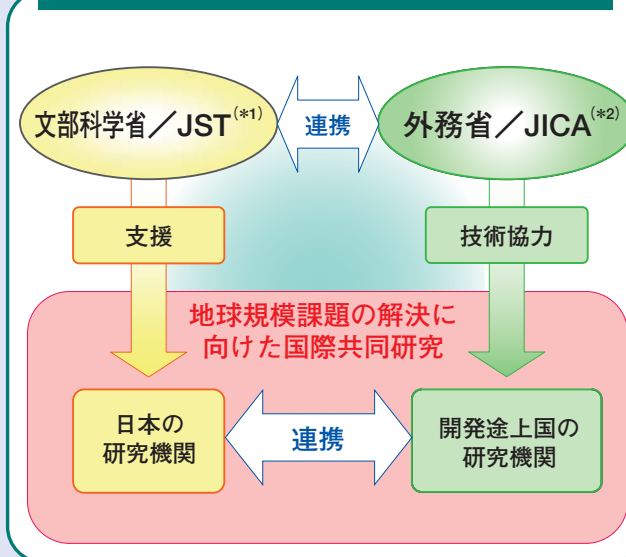 文部科学省／JST(*1)
連携
外務省／JICA(*2)
支援
技術協力
地球規模課題の解決に
向けた国際共同研究
日本の
研究機関
連携
開発途上国の
研究機関